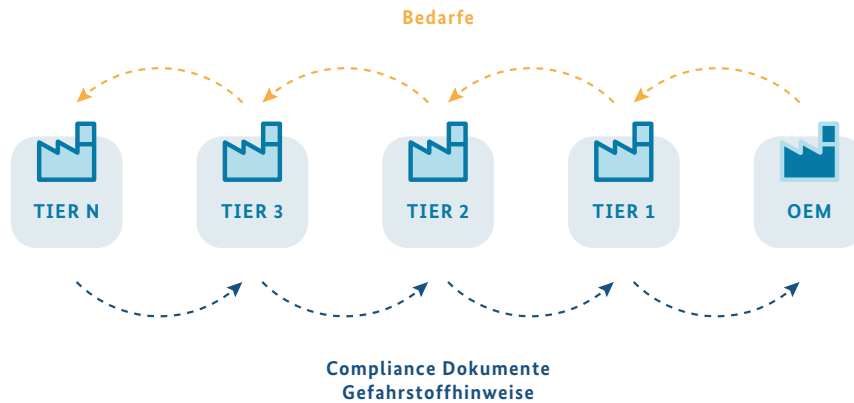 Bedarfe
TIER N
TIER 3
TIER 2
TIER 1
OEM
Compliance Dokumente
Gefahrstoffhinweise